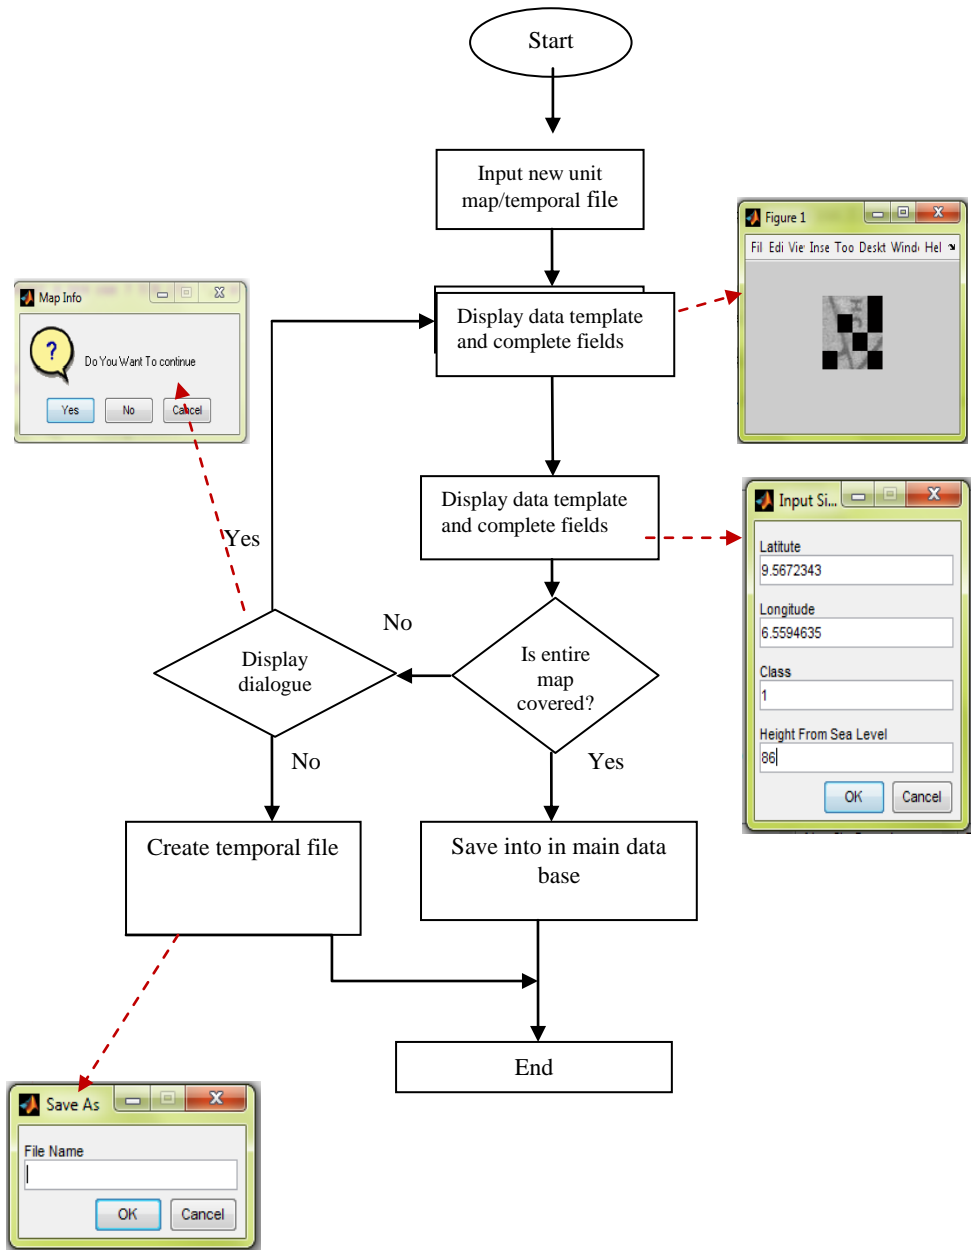 Start
Input new unit
map/temporal file
Figure 1
Fil Edi Vie Inse Too Deskt Wind Hel
Map Info
Do You Want To continue
Yes No Cancel
Display data template
and complete fields
Display data template
and complete fields
Input Si...
Latitute
9.5672343
Longitude
6.5594635
Class
1
Height From Sea Level
86
OK Cancel
Yes
No
Display
dialogue
Is entire
map
covered?
No
Yes
Create temporal file
Save into in main data
base
End
Save As
File Name
OK Cancel